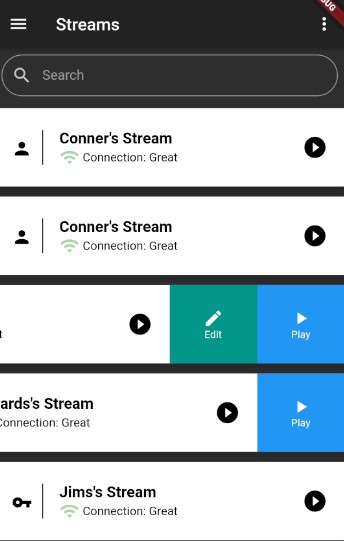 Streams
Search
Conner's Stream
Connection: Great
Conner's Stream
Connection: Great
t
Edit
Play
ards's Stream
Connection: Great
Play
Jims's Stream
Connection: Great